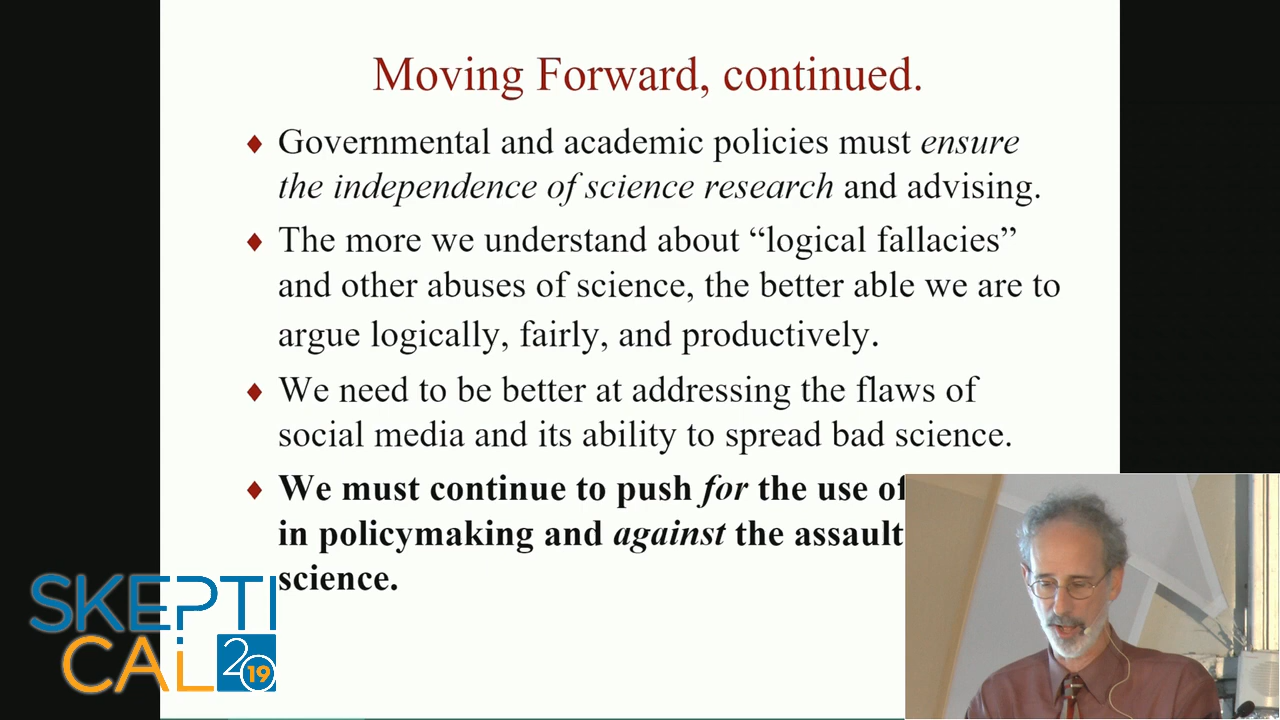 Moving Forward, continued.
♦ Governmental and academic policies must ensure
the independence of science research and advising.
♦ The more we understand about “logical fallacies”
and other abuses of science, the better able we are to
argue logically, fairly, and productively.
♦ We need to be better at addressing the flaws of
social media and its ability to spread bad science.
♦ We must continue to push for the use of
in policymaking and against the assault
science.
SKEPTI
CAL 2019